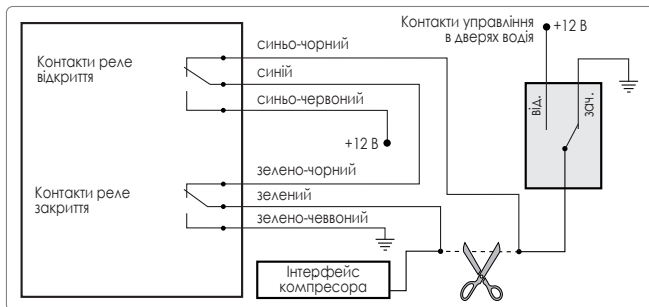 Контакти управління
в дверях водія
+12 В
синьо-чорний
Контакти реле
відкриття
синій
синьо-червоний
+12 В
від.
зач.
зелено-чорний
Контакти реле
закриття
зелений
зелено-чеввоний
Інтерфейс
компресора